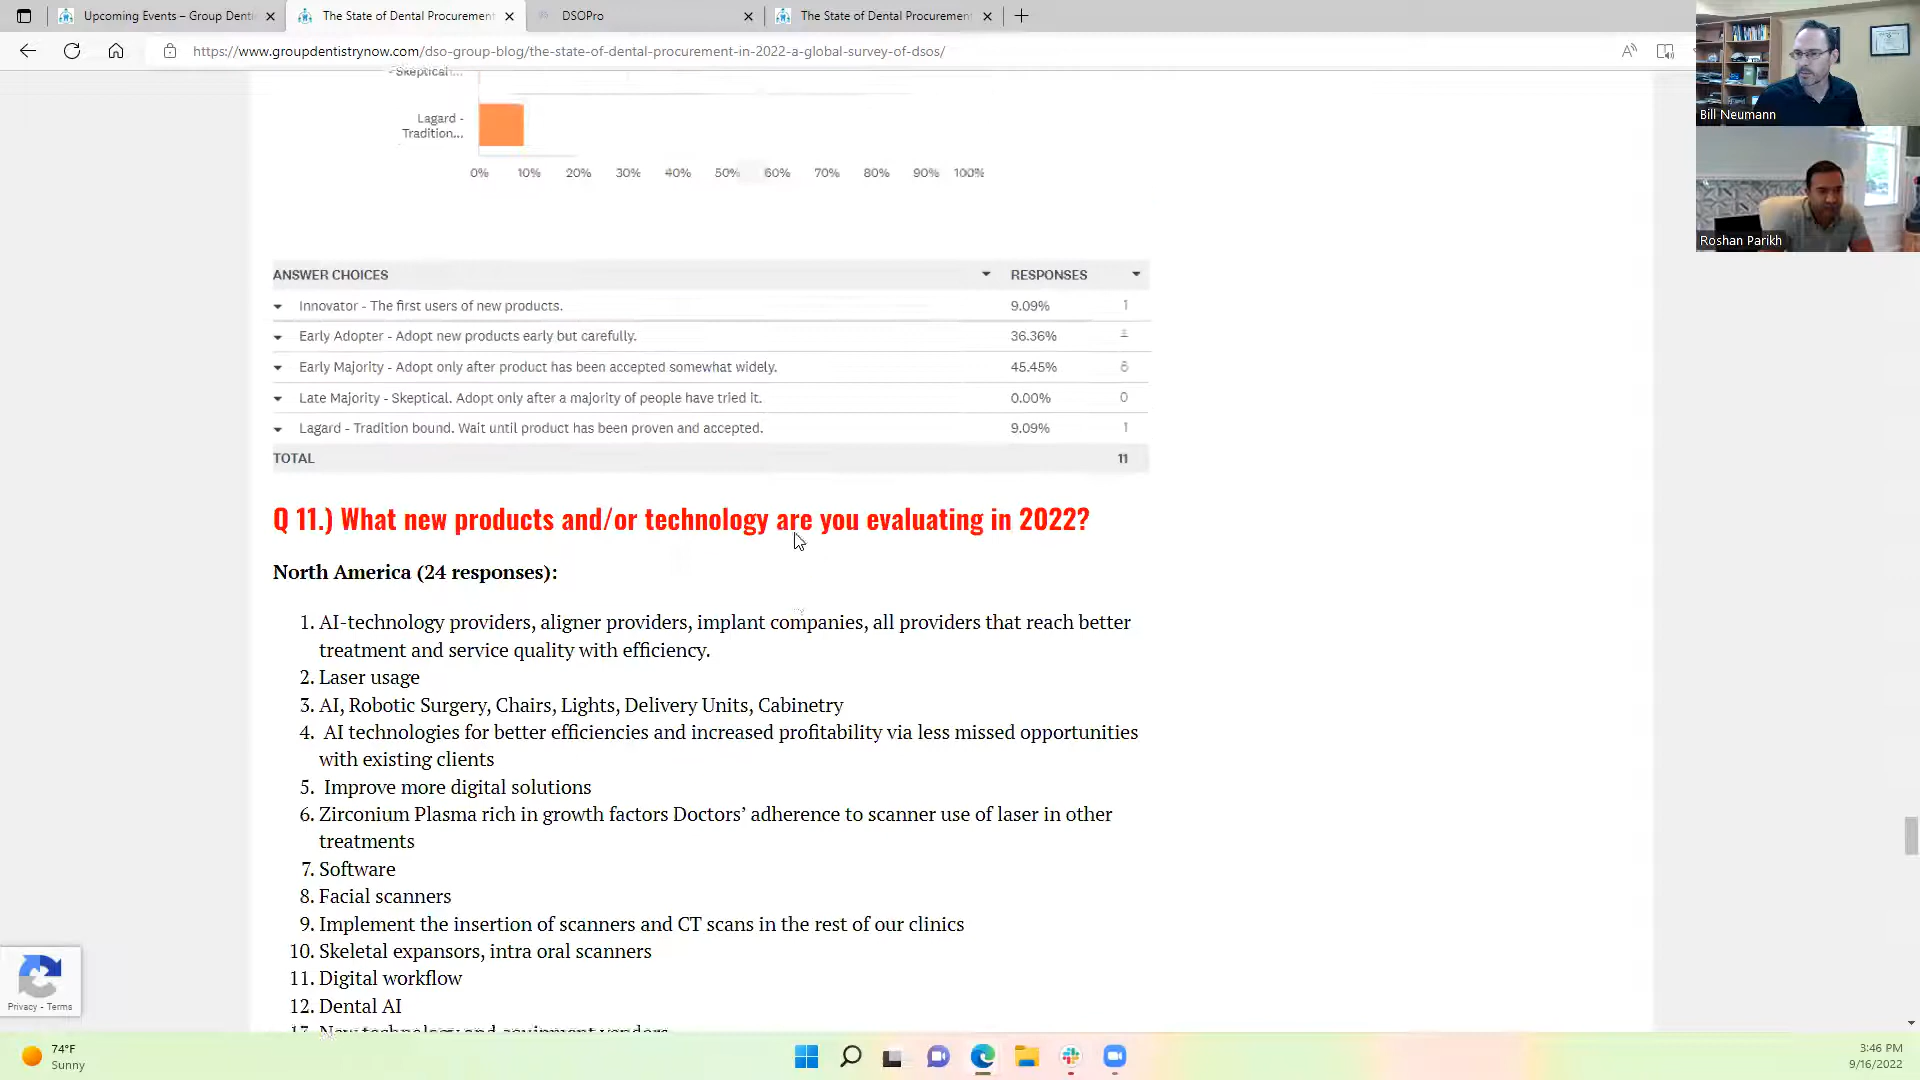 Upcoming Events – Group Denti
The State of Dental Procurement
DSOPro
The State of Dental Procurement
https://www.groupdentistrynow.com/dso-group-blog/the-state-of-dental-procurement-in-2022-a-global-survey-of-dsos/
Bill Neumann
Roshan Parikh
- Skeptical....
Lagard -
Tradition...
0% 10% 20% 30% 40% 50% 60% 70% 80% 90% 100%
ANSWER CHOICES RESPONSES
Innovator - The first users of new products. 9.09% 1
Early Adopter - Adopt new products early but carefully. 36.36%
Early Majority - Adopt only after product has been accepted somewhat widely. 45.45%
Late Majority - Skeptical. Adopt only after a majority of people have tried it. 0.00% 0
Lagard - Tradition bound. Wait until product has been proven and accepted. 9.09% 1
TOTAL 11
Q 11.) What new products and/or technology are you evaluating in 2022?
North America (24 responses):
1. AI-technology providers, aligner providers, implant companies, all providers that reach better
treatment and service quality with efficiency.
2. Laser usage
3. AI, Robotic Surgery, Chairs, Lights, Delivery Units, Cabinetry
4. AI technologies for better efficiencies and increased profitability via less missed opportunities
with existing clients
5. Improve more digital solutions
6. Zirconium Plasma rich in growth factors Doctors’ adherence to scanner use of laser in other
treatments
7. Software
8. Facial scanners
9. Implement the insertion of scanners and CT scans in the rest of our clinics
10. Skeletal expansors, intra oral scanners
11. Digital workflow
12. Dental AI
13. New technology and equipment vendors
Privacy - Terms
74°F
Sunny
3:46 PM
9/16/2022